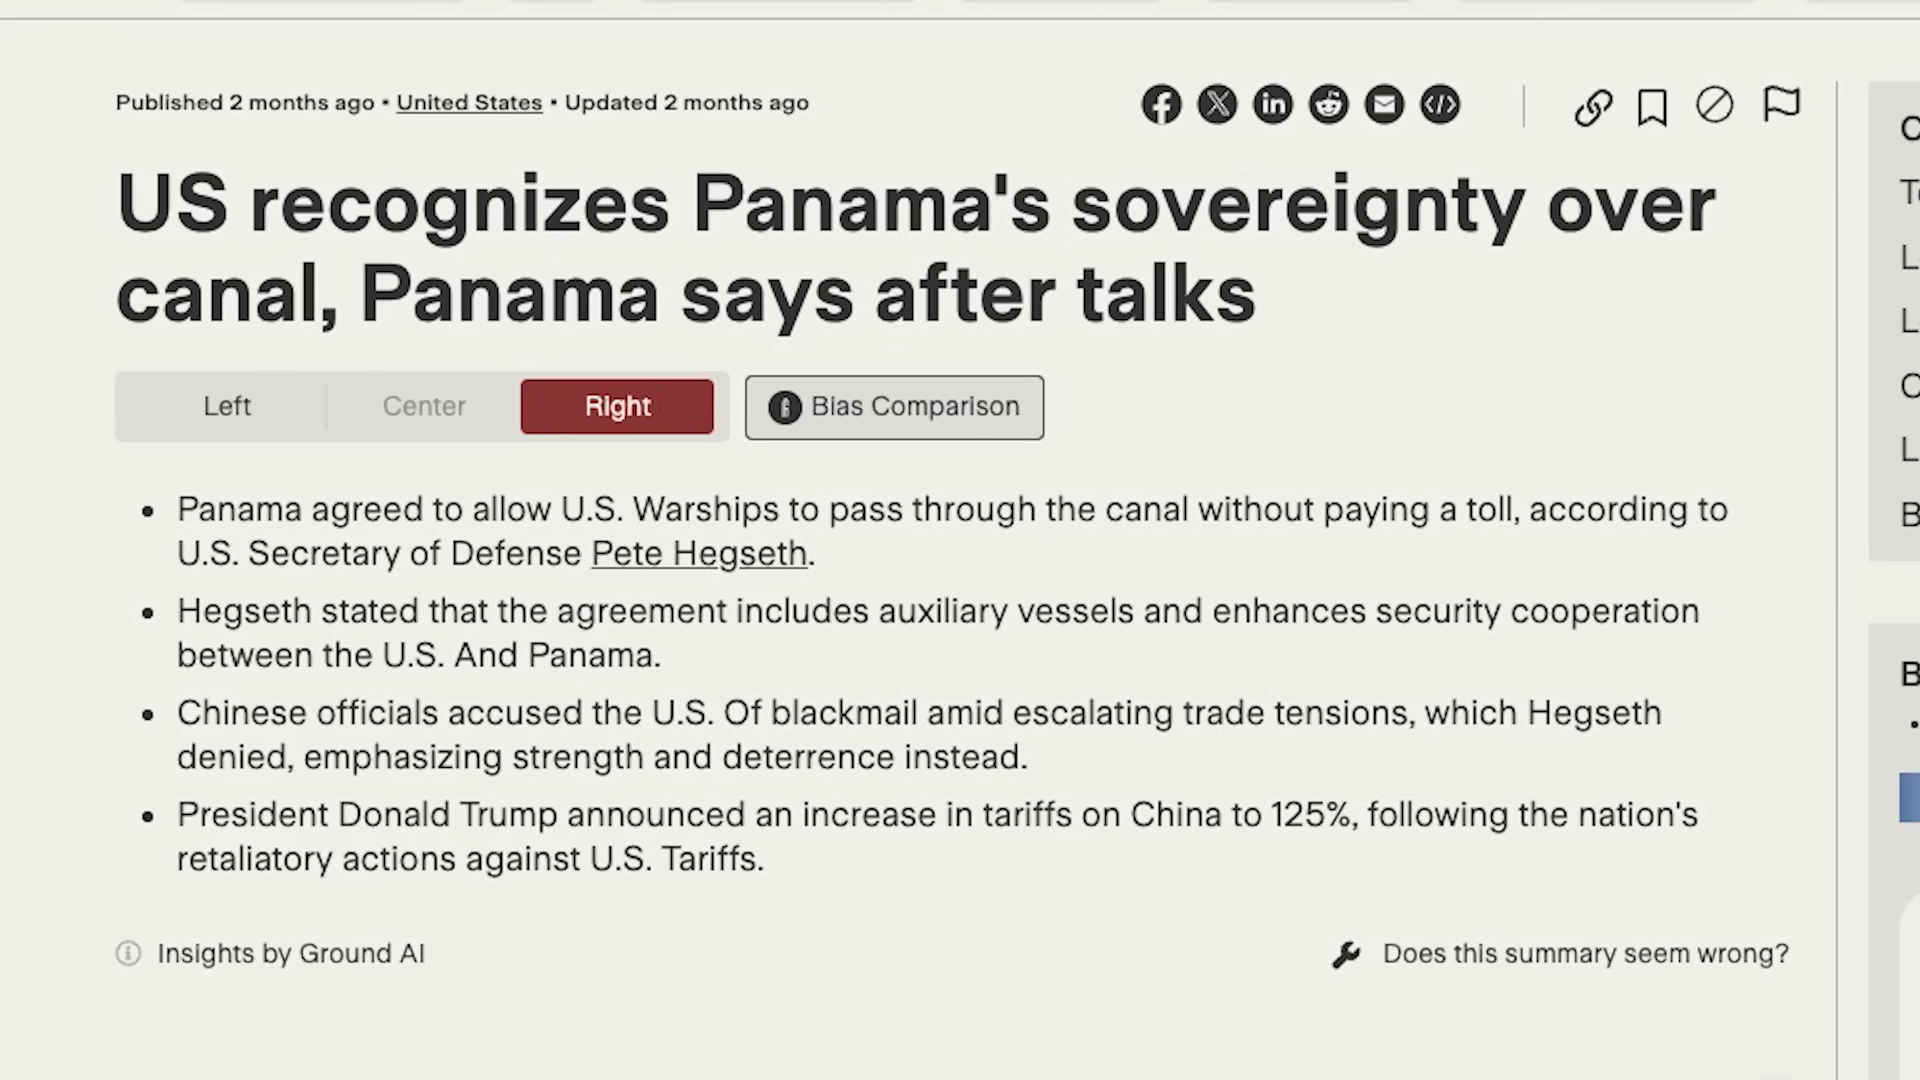 Published 2 months ago • United States • Updated 2 months ago
US recognizes Panama's sovereignty over
canal, Panama says after talks
Left Center Right Bias Comparison
• Panama agreed to allow U.S. Warships to pass through the canal without paying a toll, according to
U.S. Secretary of Defense Pete Hegseth.
• Hegseth stated that the agreement includes auxiliary vessels and enhances security cooperation
between the U.S. And Panama.
• Chinese officials accused the U.S. Of blackmail amid escalating trade tensions, which Hegseth
denied, emphasizing strength and deterrence instead.
• President Donald Trump announced an increase in tariffs on China to 125%, following the nation's
retaliatory actions against U.S. Tariffs.
Insights by Ground AI
Does this summary seem wrong?